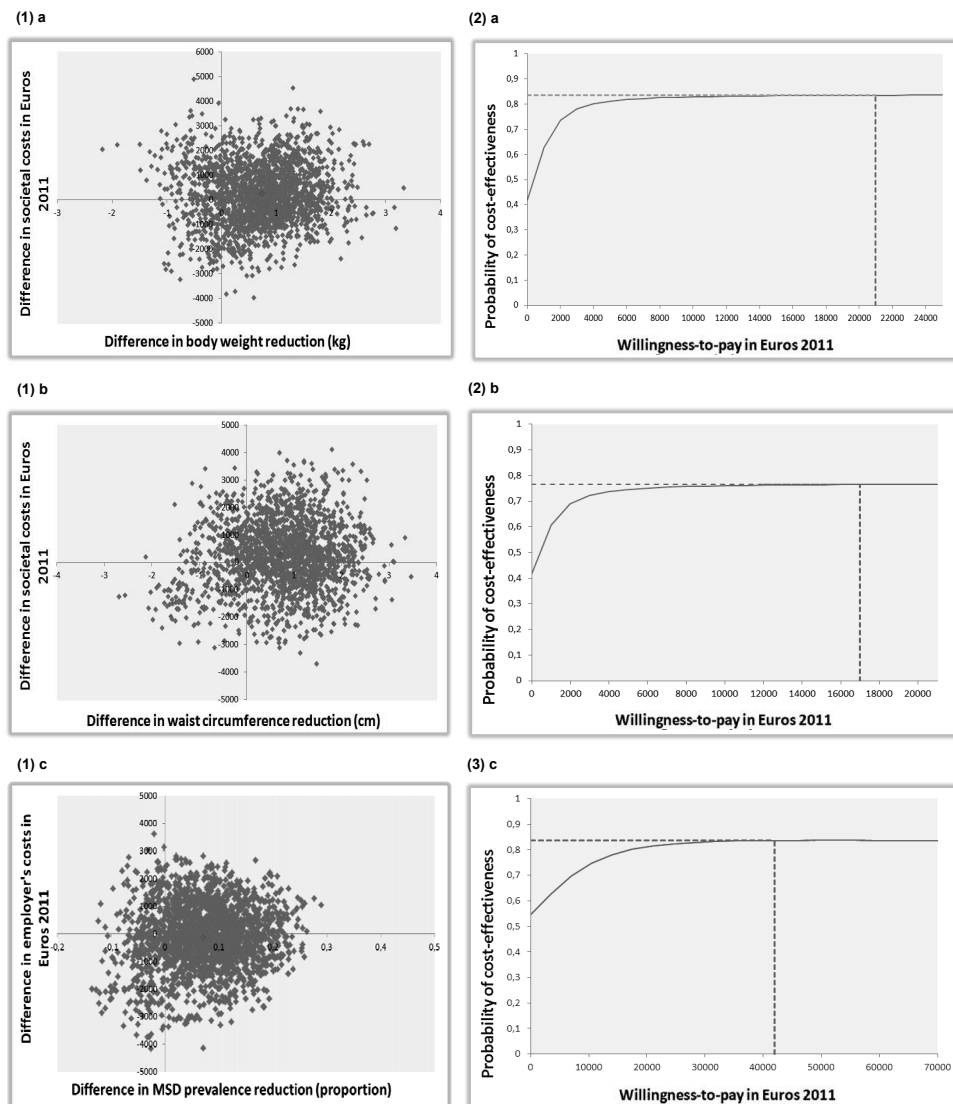 (1) a
Difference in societal costs in Euros
2011
6000
5000
4000
3000
2000
1000
0
-1000
-2000
-3000
-4000
-5000
-3 -2 -1 0 1 2 3 4
Difference in body weight reduction (kg)
(2) a
Probability of cost-effectiveness
1
0,9
0,8
0,7
0,6
0,5
0,4
0,3
0,2
0,1
0
0 2000 4000 6000 8000 10000 12000 14000 16000 18000 20000 22000 24000
Willingness-to-pay in Euros 2011
(1) b
Difference in societal costs in Euros
2011
5000
4000
3000
2000
1000
0
-1000
-2000
-3000
-4000
-5000
-4 -3 -2 -1 0 1 2 3 4
Difference in waist circumference reduction (cm)
(2) b
Probability of cost-effectiveness
1
0,9
0,8
0,7
0,6
0,5
0,4
0,3
0,2
0,1
0
0 2000 4000 6000 8000 10000 12000 14000 16000 18000 20000
Willingness-to-pay in Euros 2011
(1) c
Difference in employer's costs in
Euros 2011
5000
4000
3000
2000
1000
0
-1000
-2000
-3000
-4000
-5000
-0,2 -0,1 0 0,1 0,2 0,3 0,4 0,5
Difference in MSD prevalence reduction (proportion)
(3) c
Probability of cost-effectiveness
1
0,9
0,8
0,7
0,6
0,5
0,4
0,3
0,2
0,1
0
0 10000 20000 30000 40000 50000 60000 70000
Willingness-to-pay in Euros 2011